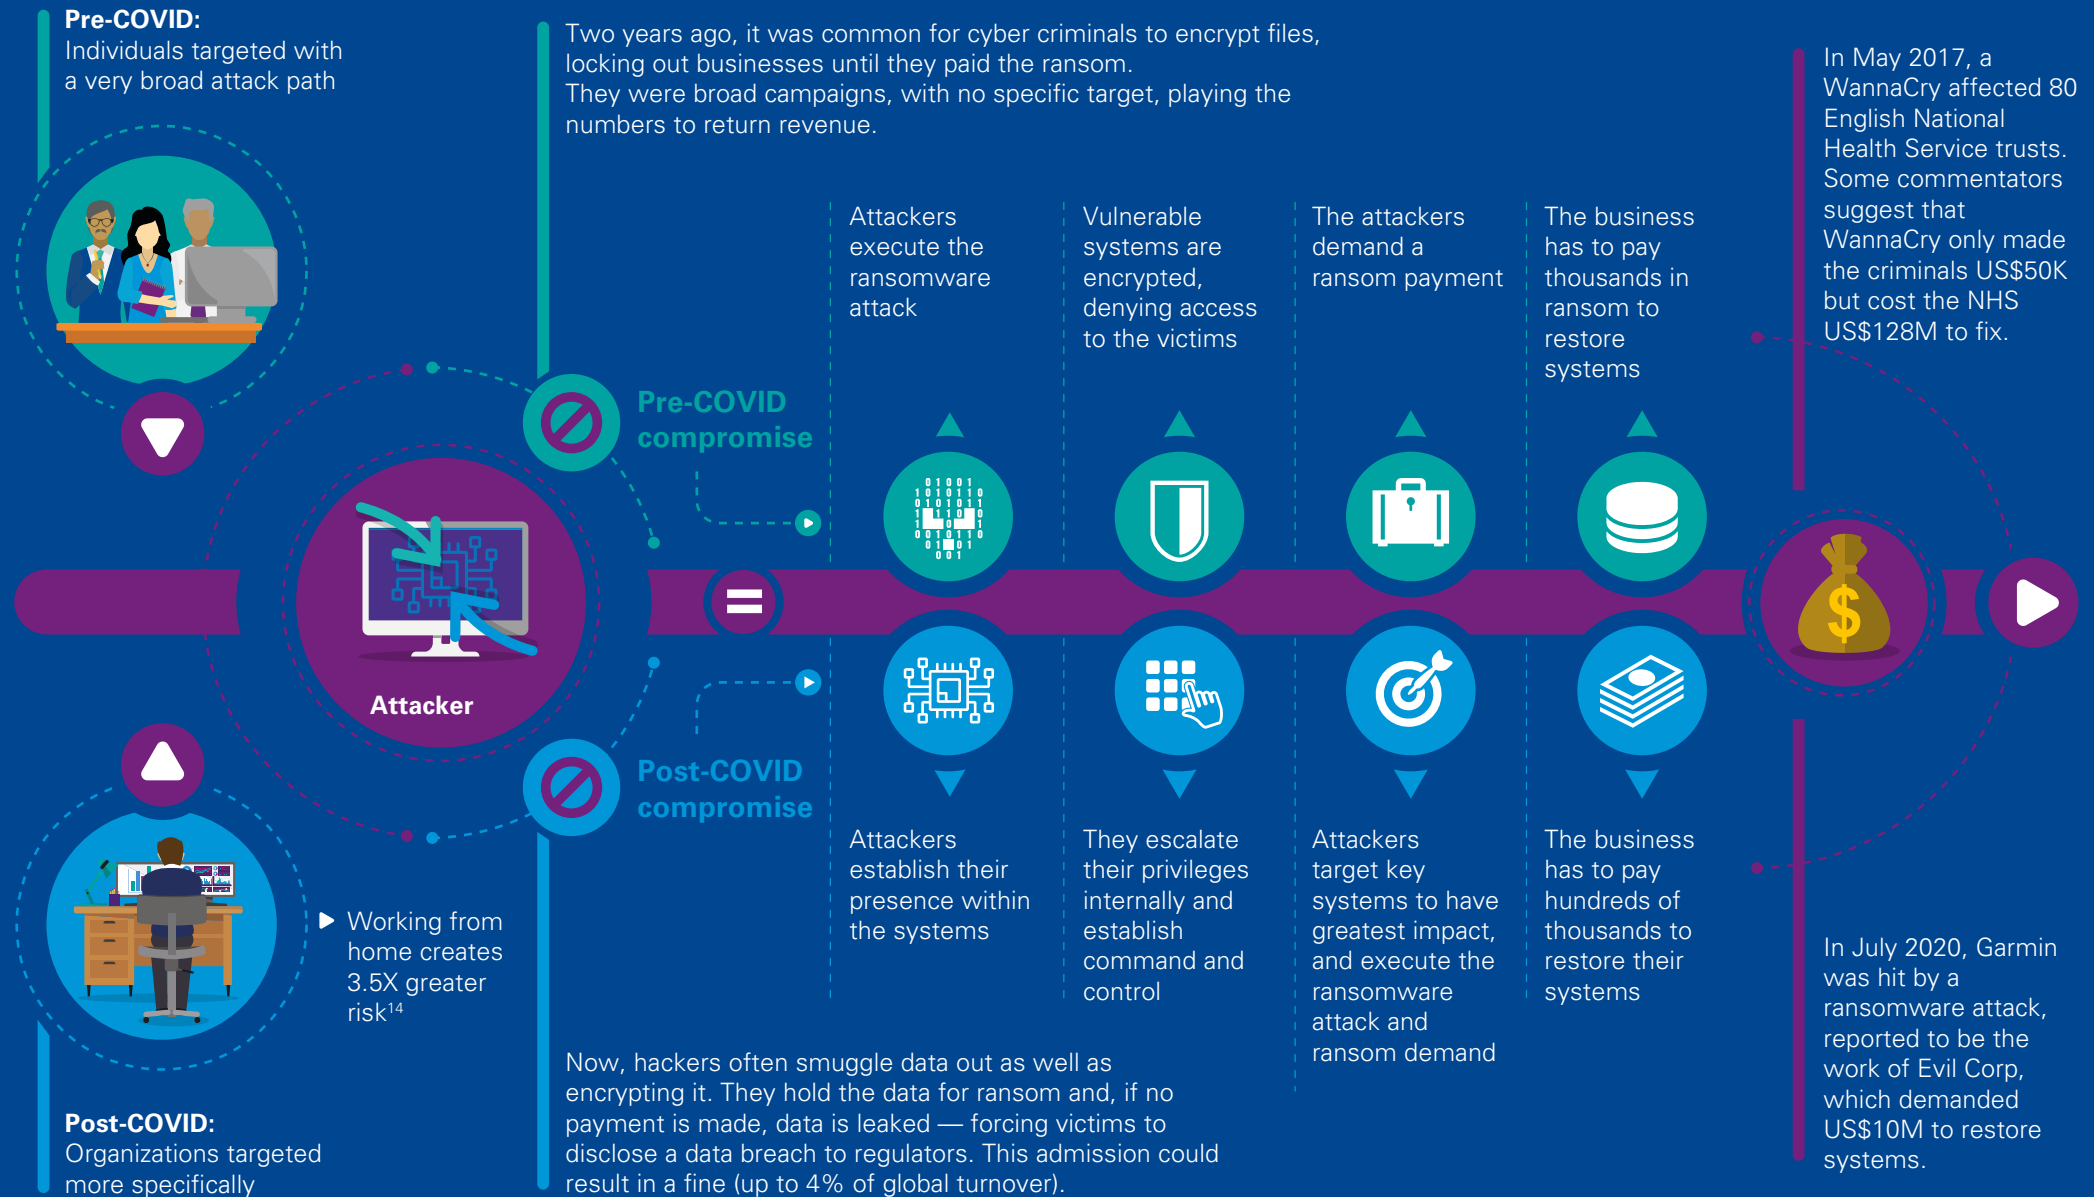 Pre-COVID:
Individuals targeted with
a very broad attack path
Two years ago, it was common for cyber criminals to encrypt files,
locking out businesses until they paid the ransom.
They were broad campaigns, with no specific target, playing the
numbers to return revenue.
In May 2017, a
WannaCry affected 80
English National
Health Service trusts.
Some commentators
suggest that
WannaCry only made
the criminals US$50K
but cost the NHS
US$128M to fix.
Pre-COVID
compromise
Attackers
execute the
ransomware
attack
Vulnerable
systems are
encrypted,
denying access
to the victims
The attackers
demand a
ransom payment
The business
has to pay
thousands in
ransom to
restore
systems
Attacker
=
$
Post-COVID
compromise
Attackers
establish their
presence within
the systems
They escalate
their privileges
internally and
establish
command and
control
Attackers
target key
systems to have
greatest impact,
and execute the
ransomware
attack and
ransom demand
The business
has to pay
hundreds of
thousands to
restore their
systems
Working from
home creates
3.5X greater
risk14
Post-COVID:
Organizations targeted
more specifically
Now, hackers often smuggle data out as well as
encrypting it. They hold the data for ransom and, if no
payment is made, data is leaked — forcing victims to
disclose a data breach to regulators. This admission could
result in a fine (up to 4% of global turnover).
In July 2020, Garmin
was hit by a
ransomware attack,
reported to be the
work of Evil Corp,
which demanded
US$10M to restore
systems.